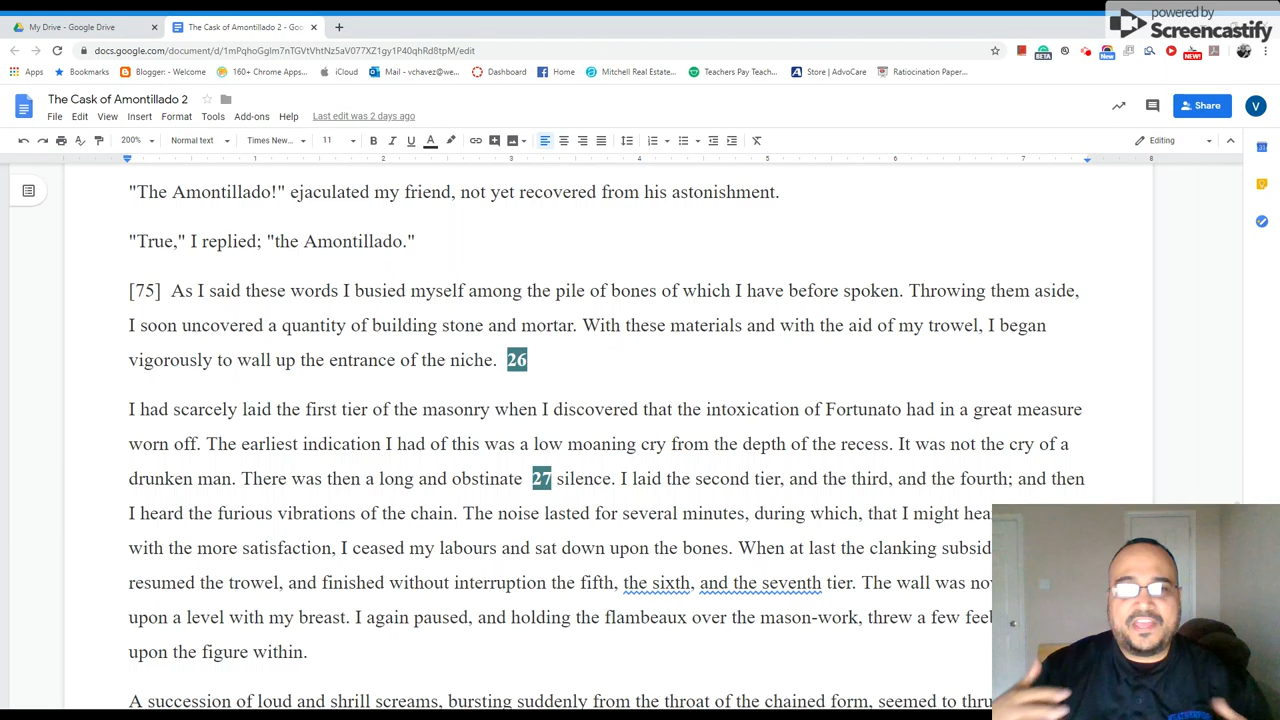 powered by
Screencastify
My Drive - Google Drive
The Cask of Amontillado 2 - Goo
docs.google.com/document/d/1mPqhoGgIm7nTGVtVhtNz5aV077XZ1gy1P40qhRd8tpM/edit
BETA
New
NEW!
Apps
Bookmarks
Blogger: - Welcome
160+ Chrome Apps...
iCloud
Mail - vchavez@we...
Dashboard
Home
Mitchell Real Estate...
Teachers Pay Teac...
Store | AdvoCare
Ratiocination Paper...
The Cask of Amontillado 2
File Edit View Insert Format Tools Add-ons Help Last edit was 2 days ago
Share
V
200%
Normal text
Times New...
11
B I U A
Editing
1 2 3 4 5 6 7 8
"The Amontillado!" ejaculated my friend, not yet recovered from his astonishment.
"True," I replied; "the Amontillado."
[75] As I said these words I busied myself among the pile of bones of which I have before spoken. Throwing them aside,
I soon uncovered a quantity of building stone and mortar. With these materials and with the aid of my trowel, I began
vigorously to wall up the entrance of the niche. 26
I had scarcely laid the first tier of the masonry when I discovered that the intoxication of Fortunato had in a great measure
worn off. The earliest indication I had of this was a low moaning cry from the depth of the recess. It was not the cry of a
drunken man. There was then a long and obstinate 27 silence. I laid the second tier, and the third, and the fourth; and then
I heard the furious vibrations of the chain. The noise lasted for several minutes, during which, that I might hea
with the more satisfaction, I ceased my labours and sat down upon the bones. When at last the clanking subsid
resumed the trowel, and finished without interruption the fifth, the sixth, and the seventh tier. The wall was no
upon a level with my breast. I again paused, and holding the flambeaux over the mason-work, threw a few feeb
upon the figure within.
A succession of loud and shrill screams, bursting suddenly from the throat of the chained form, seemed to thru